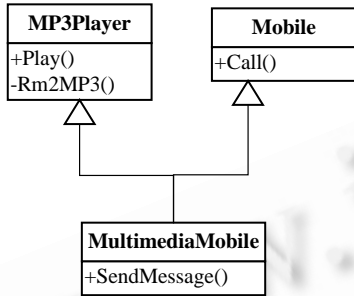 MP3Player
+Play()
-Rm2MP3()
Mobile
+Call()
MultimediaMobile
+SendMessage()